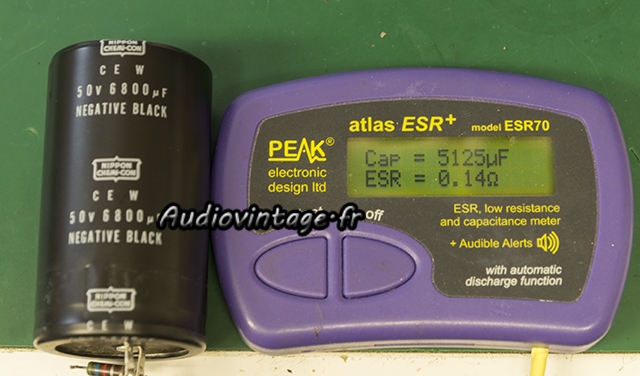 NIPPON
CHEMI-CON
C E W
50V 6800µF
NEGATIVE BLACK
NIPPON
CHEMI-CON
C E W
50V 6800µ
NEGATIVE BLACK
NIPPON
CHEMI-CON
C E W
Audiovintage.fr
atlas ESR+ model ESR70
PEAK®
electronic
design ltd
Cap = 5125µF
ESR = 0.14Ω
off
ESR, low resistance
and capacitance meter
+ Audible Alerts
with automatic
discharge function